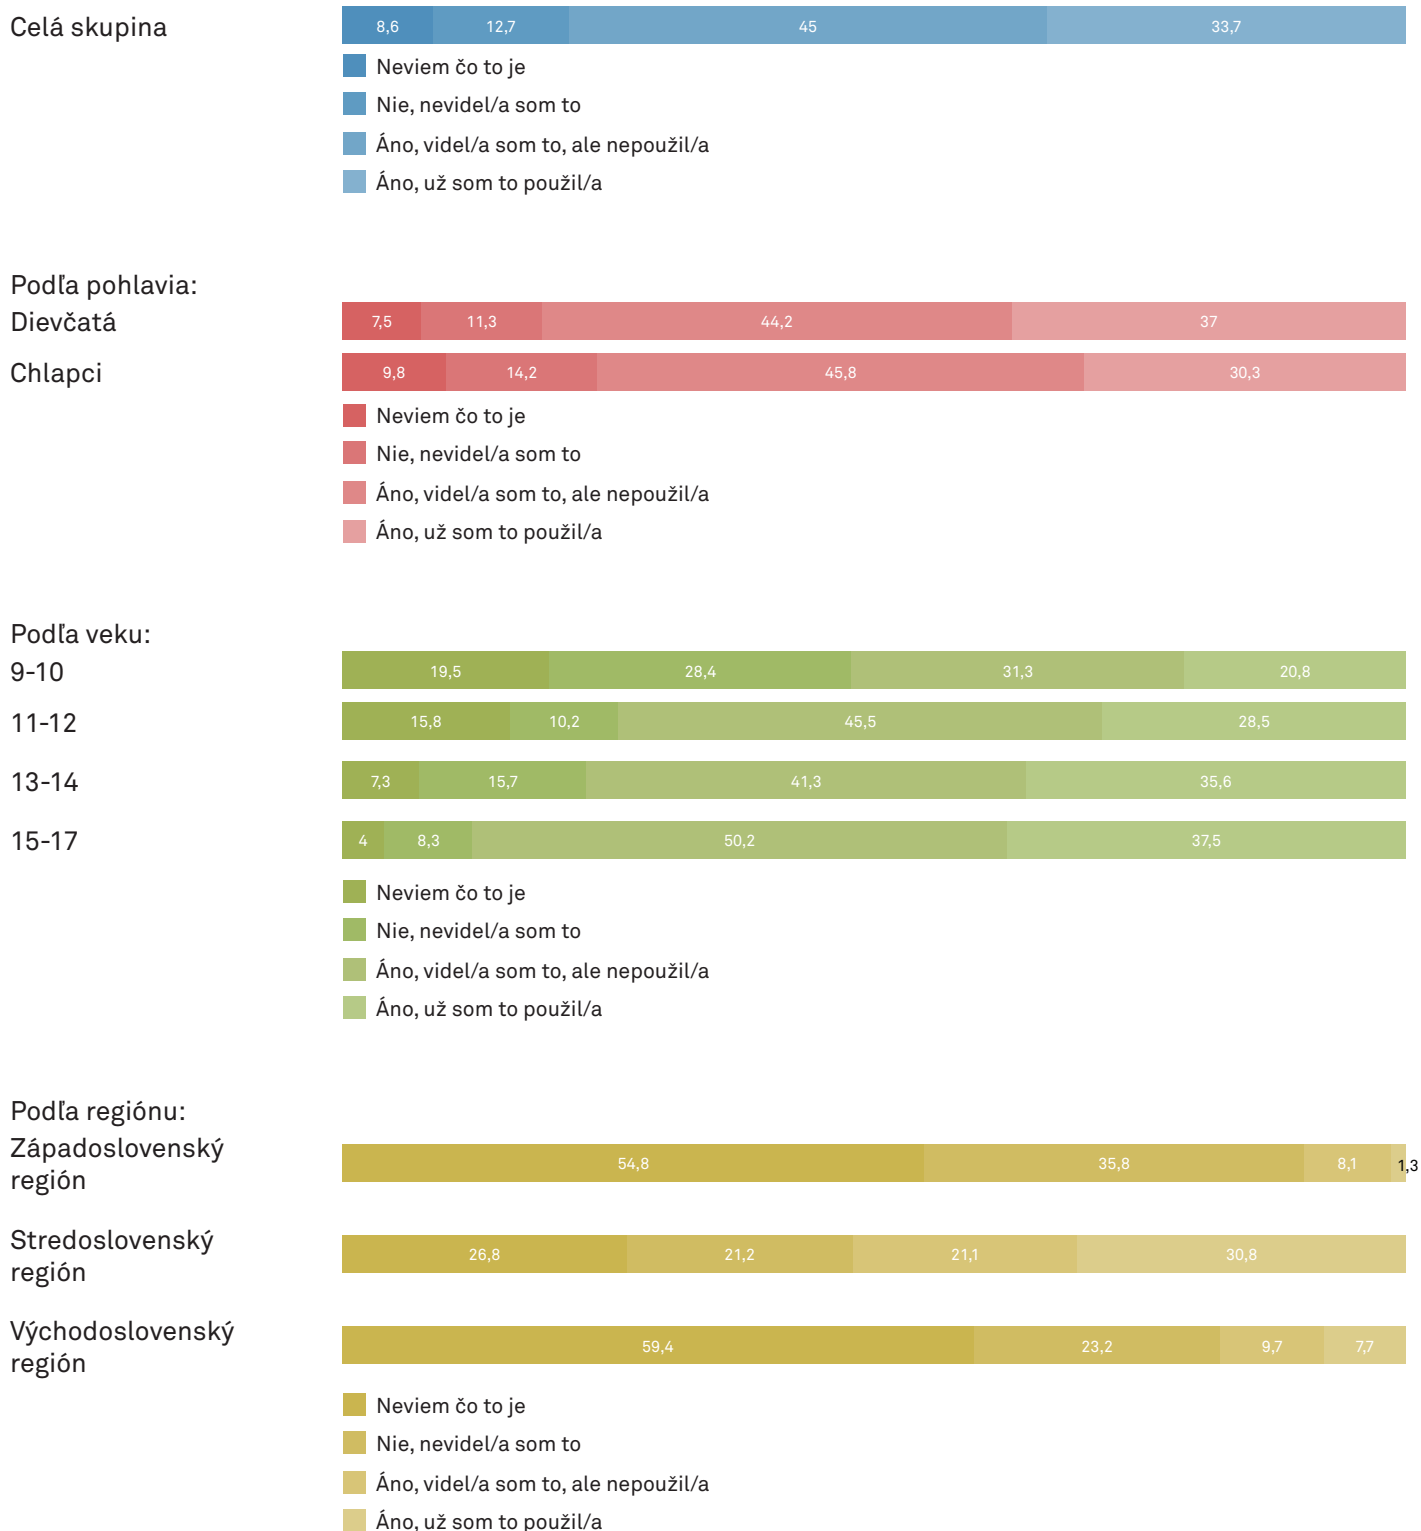 Celá skupina
8,6 12,7 45 33,7
Neviem čo to je
Nie, nevidel/a som to
Áno, videl/a som to, ale nepoužil/a
Áno, už som to použil/a
Podľa pohlavia:
Dievčatá
7,5 11,3 44,2 37
Chlapci
9,8 14,2 45,8 30,3
Neviem čo to je
Nie, nevidel/a som to
Áno, videl/a som to, ale nepoužil/a
Áno, už som to použil/a
Podľa veku:
9-10
19,5 28,4 31,3 20,8
11-12
15,8 10,2 45,5 28,5
13-14
7,3 15,7 41,3 35,6
15-17
4 8,3 50,2 37,5
Neviem čo to je
Nie, nevidel/a som to
Áno, videl/a som to, ale nepoužil/a
Áno, už som to použil/a
Podľa regiónu:
Západoslovenský
región
54,8 35,8 8,1 1,3
Stredoslovenský
región
26,8 21,2 21,1 30,8
Východoslovenský
región
59,4 23,2 9,7 7,7
Neviem čo to je
Nie, nevidel/a som to
Áno, videl/a som to, ale nepoužil/a
Áno, už som to použil/a